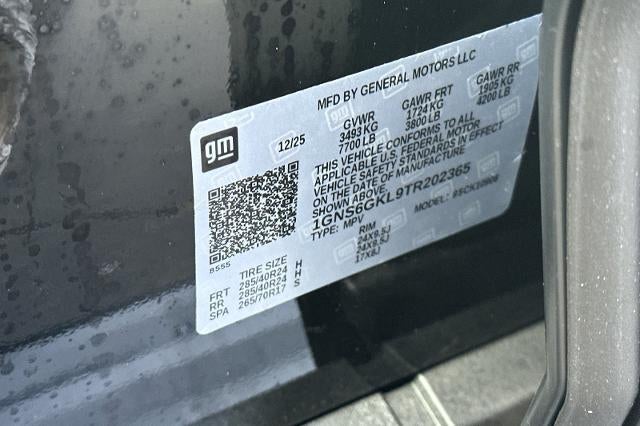 MFD BY GENERAL MOTORS LLC
gm
12/25
GVWR GAWR FRT GAWR RR
3493 KG 1724 KG 1905 KG
7700 LB 3800 LB 4200 LB
THIS VEHICLE CONFORMS TO ALL
APPLICABLE U.S. FEDERAL MOTOR
VEHICLE SAFETY STANDARDS IN EFFECT
ON THE DATE OF MANUFACTURE
SHOWN ABOVE.
1GNS6GKL9TR202365
TYPE: MPV MODEL:
8555
TIRE SIZE RIM
FRT 285/40R24 H 24X9.5J
RR 285/40R24 H 24X9.5J
SPA 265/70R17 S 17X8J